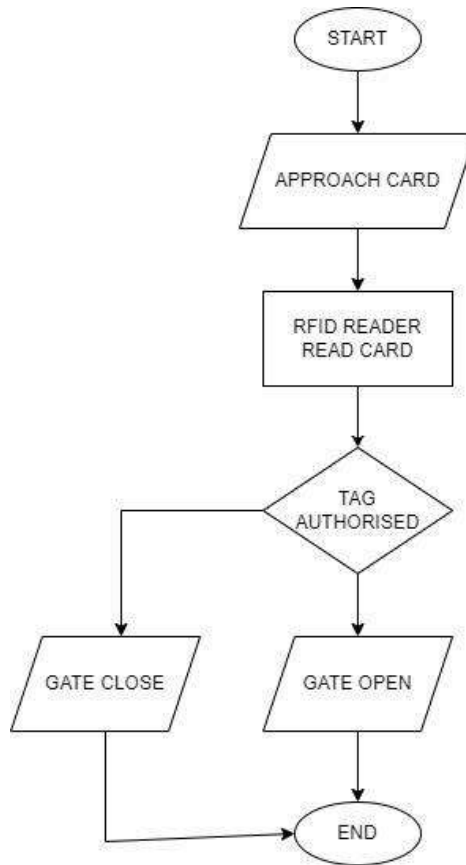 START
APPROACH CARD
RFID READER
READ CARD
TAG
AUTHORISED
GATE CLOSE
GATE OPEN
END